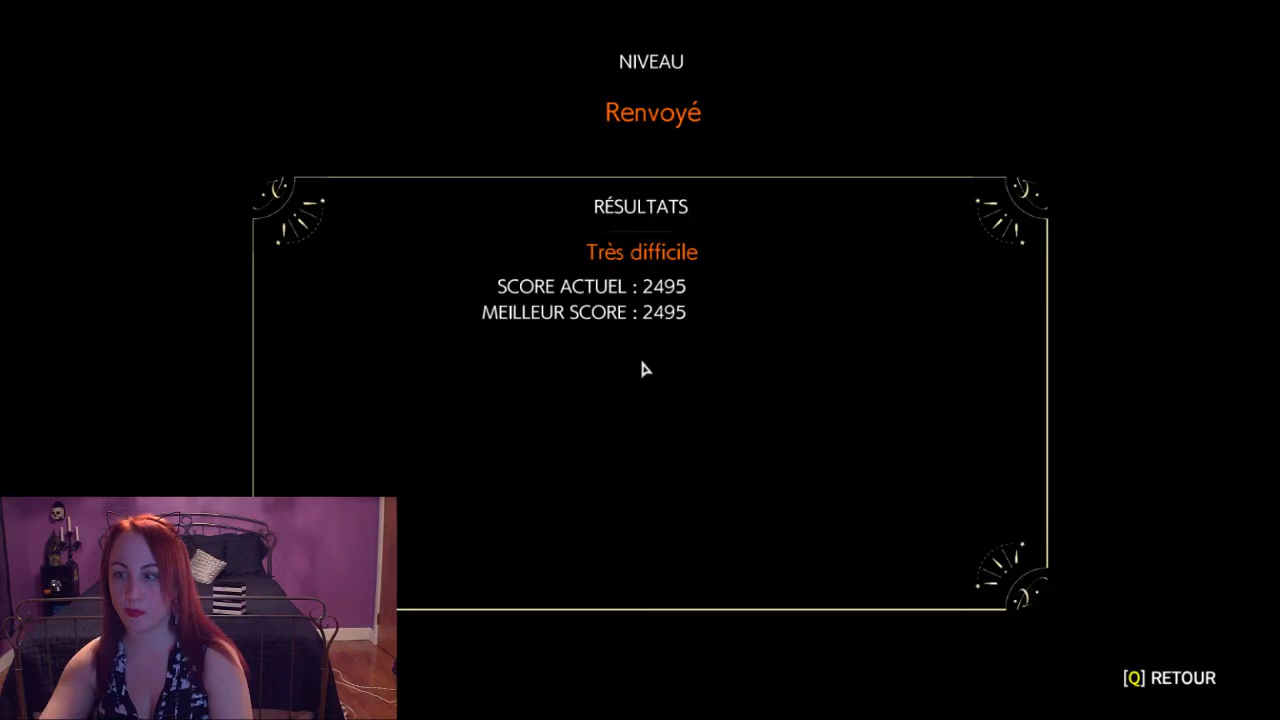 NIVEAU
Renvoyé
RÉSULTATS
Très difficile
SCORE ACTUEL : 2495
MEILLEUR SCORE : 2495
[Q] RETOUR